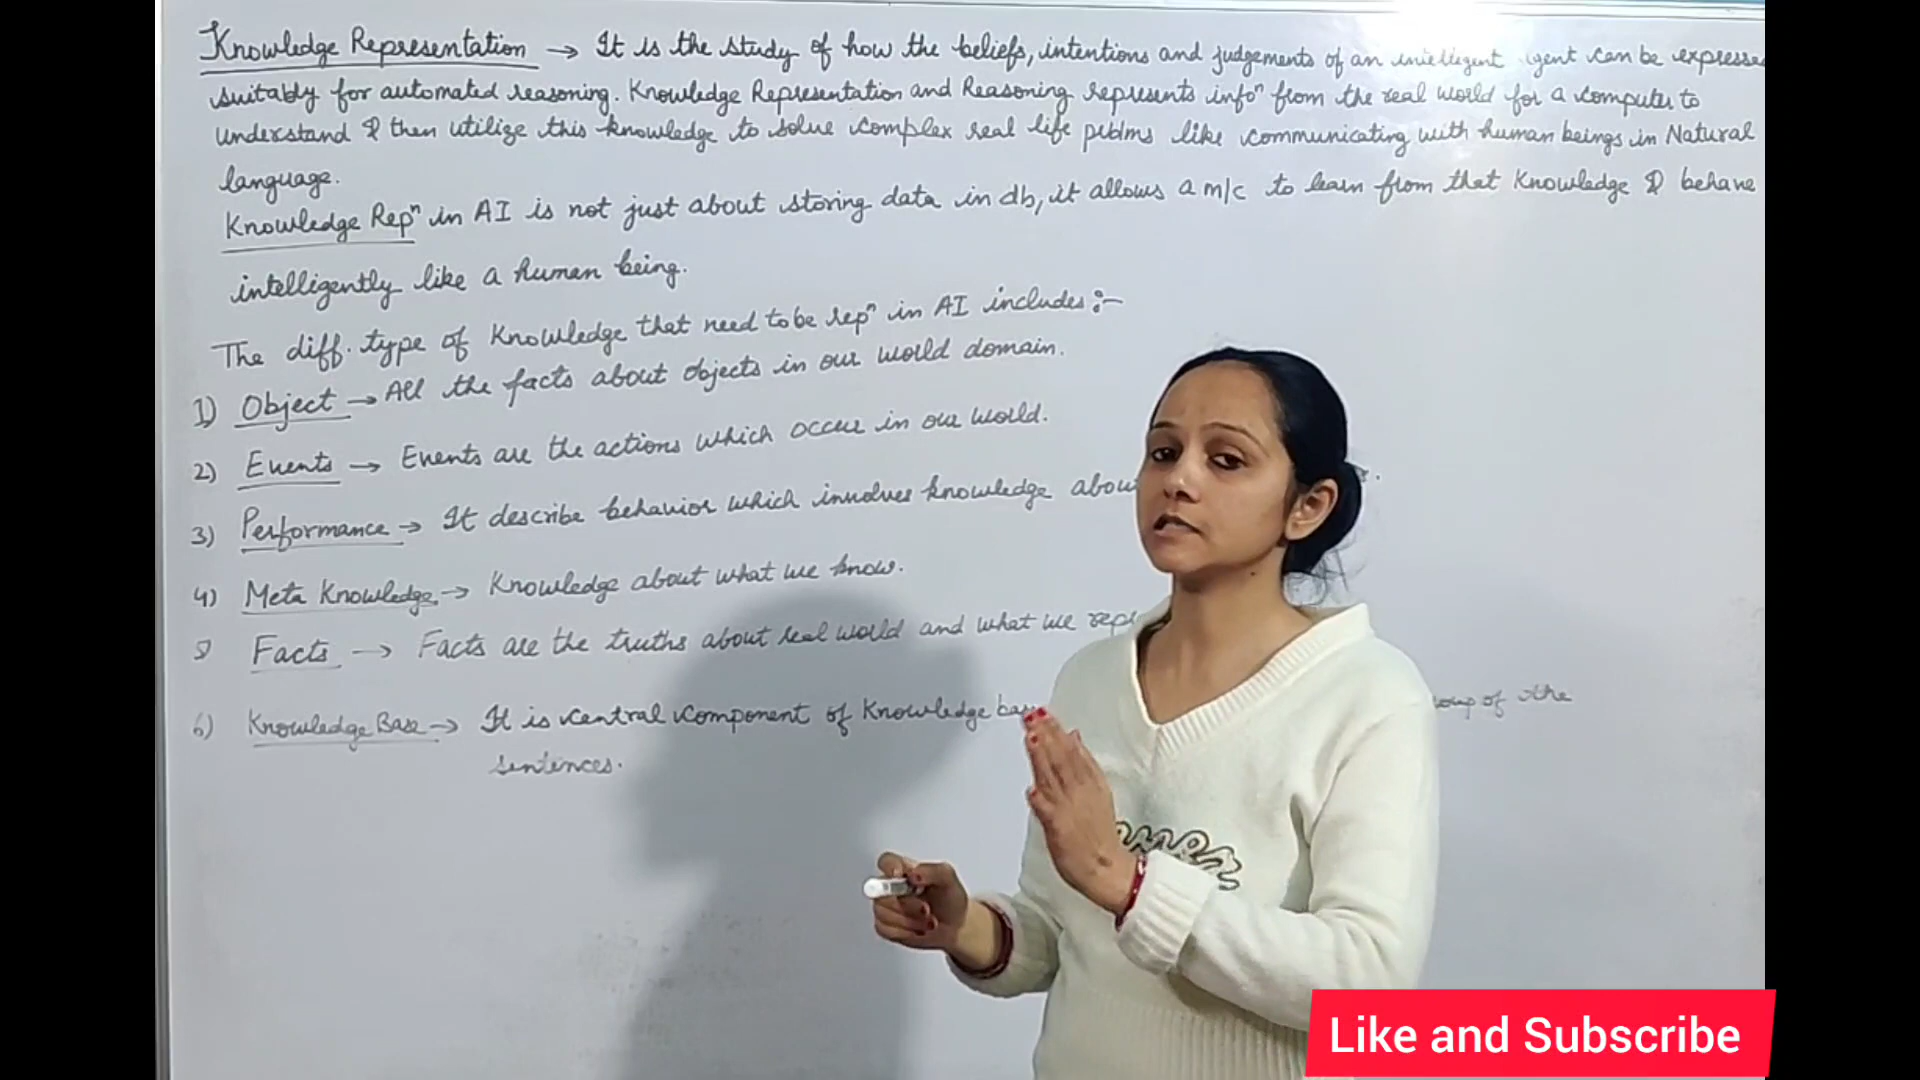 Knowledge Representation → It is the study of how the beliefs, intentions and judgements of an intelligent agent can be expresse
suitably for automated reasoning. Knowledge Representation and Reasoning represents infoⁿ from the real world for a computer to
understand & then utilize this knowledge to solve complex real life pblms like communicating with human beings in Natural
language.
Knowledge Repⁿ in AI is not just about storing data in db, it allows a m/c to learn from that Knowledge & behave
intelligently like a human being.
The diff. type of Knowledge that need to be repⁿ in AI includes :-
1) Object → All the facts about objects in our world domain.
2) Events → Events are the actions which occur in our world.
3) Performance → It describe behavior which involves knowledge abou
4) Meta Knowledge → Knowledge about what we know.
5) Facts → Facts are the truths about real world and what we rep
6) Knowledge Base → It is central component of Knowledge bas oup of the
sentences.
Like and Subscribe